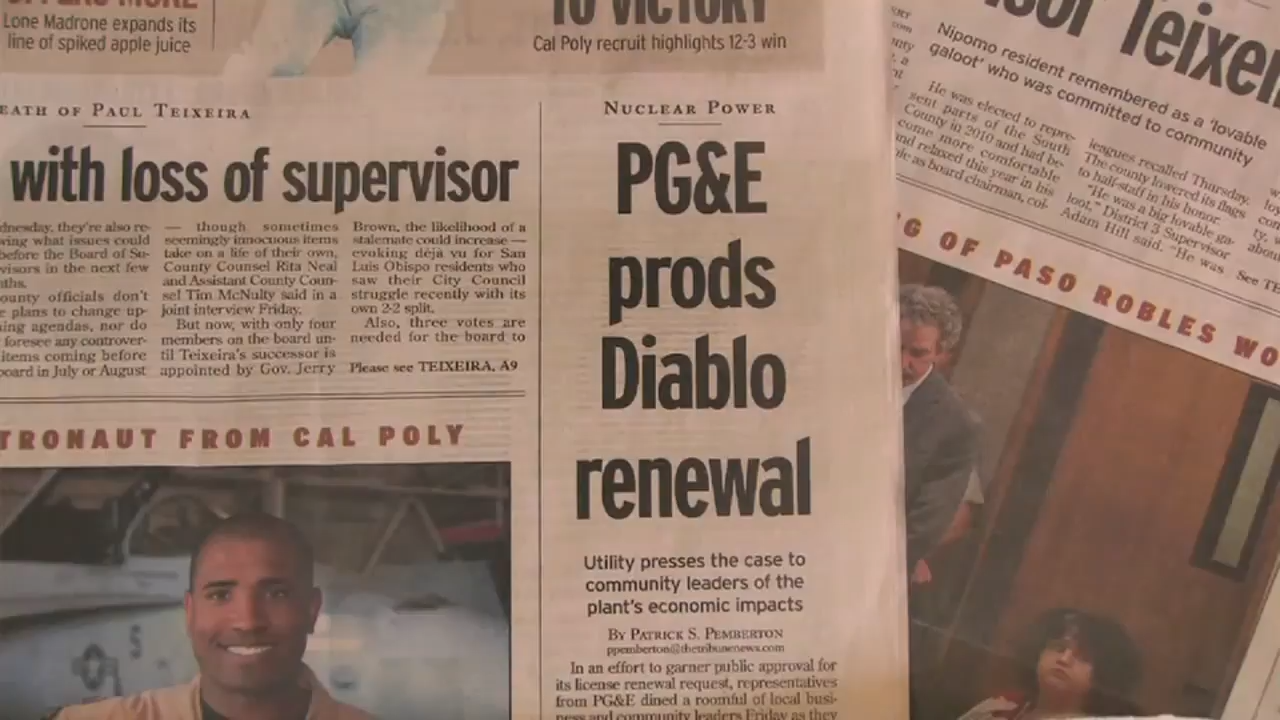 Lone Madrone expands its
line of spiked apple juice
TO VICTORY
Cal Poly recruit highlights 12-3 win
EATH OF PAUL TEIXEIRA
with loss of supervisor
dnesday, they're also re-
wing what issues could
before the Board of Su-
visors in the next few
ths.
ounty officials don't
e plans to change up-
ing agendas, nor do
foresee any controver-
items coming before
board in July or August
— though sometimes
seemingly innocuous items
take on a life of their own,
County Counsel Rita Neal
and Assistant County Coun-
sel Tim McNulty said in a
joint interview Friday.
But now, with only four
members on the board un-
til Teixeira's successor is
appointed by Gov. Jerry
Brown, the likelihood of a
stalemate could increase —
evoking déjà vu for San
Luis Obispo residents who
saw their City Council
struggle recently with its
own 2-2 split.
Also, three votes are
needed for the board to
Please see TEIXEIRA, A9
TRONAUT FROM CAL POLY
NUCLEAR POWER
PG&E
prods
Diablo
renewal
Utility presses the case to
community leaders of the
plant's economic impacts
BY PATRICK S. PEMBERTON
ppemberton@thetribunenews.com
In an effort to garner public approval for
its license renewal request, representatives
from PG&E dined a roomful of local busi-
ness and community leaders Friday as they
Teixei
Nipomo resident remembered as a 'lovable
galoot' who was committed to community
He was elected to repre-
sent parts of the South
County in 2010 and had be-
come more comfortable
and relaxed this year in his
as board chairman, col-
leagues recalled Thursday.
The county lowered its flags
to half-staff in his honor.
"He was a big lovable ga-
loot," District 3 Supervisor
Adam Hill said. "He was
See TE
G OF PASO ROBLES WO